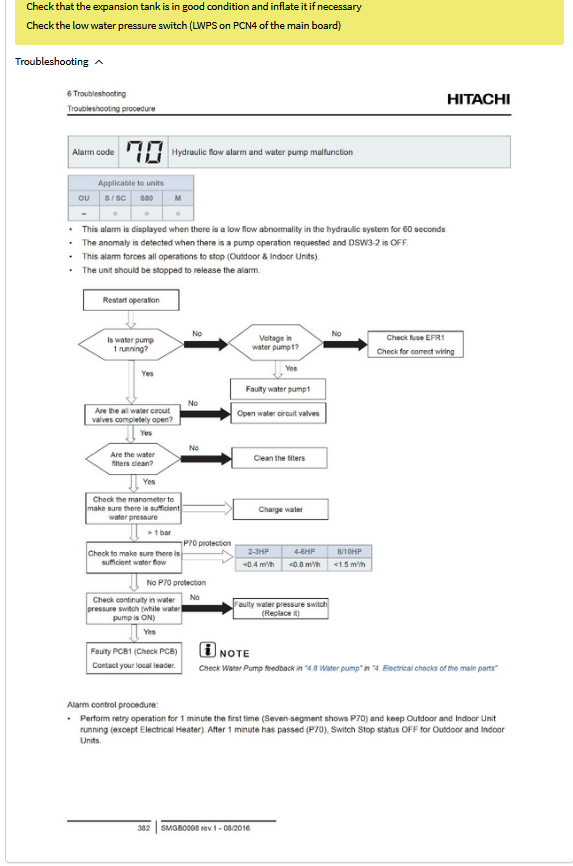 Check that the expansion tank is in good condition and inflate it if necessary
Check the low water pressure switch (LWPS on PCN4 of the main board)
Troubleshooting
6 Troubleshooting
Troubleshooting procedure
HITACHI
Alarm code 70 Hydraulic flow alarm and water pump malfunction
Applicable to units
OU S / SC S80 M
- ○ ○ ○
• This alarm is displayed when there is a low flow abnormality in the hydraulic system for 60 seconds
• The anomaly is detected when there is a pump operation requested and DSW3-2 is OFF.
• This alarm forces all operations to stop (Outdoor & Indoor Units).
• The unit should be stopped to release the alarm.
Restart operation
Is water pump
1 running?
No
Voltage in
water pump1?
No
Check fuse EFR1
Check for correct wiring
Yes
Yes
Faulty water pump1
Are the all water circuit
valves completely open?
No
Open water circuit valves
Yes
Are the water
filters clean?
No
Clean the filters
Yes
Check the manometer to
make sure there is sufficient
water pressure
Charge water
> 1 bar
Check to make sure there is
sufficient water flow
P70 protection
2-3HP 4-6HP 8/10HP
<0.4 m³/h <0.8 m³/h <1.5 m³/h
No P70 protection
Check continuity in water
pressure switch (while water
pump is ON)
No
Faulty water pressure switch
(Replace it)
Yes
Faulty PCB1 (Check PCB)
Contact your local leader.
i NOTE
Check Water Pump feedback in "4.8 Water pump" in "4. Electrical checks of the main parts"
Alarm control procedure:
• Perform retry operation for 1 minute the first time (Seven-segment shows P70) and keep Outdoor and Indoor Unit
running (except Electrical Heater). After 1 minute has passed (P70), Switch Stop status OFF for Outdoor and Indoor
Units.
382 SMGB0098 rev.1 - 08/2016